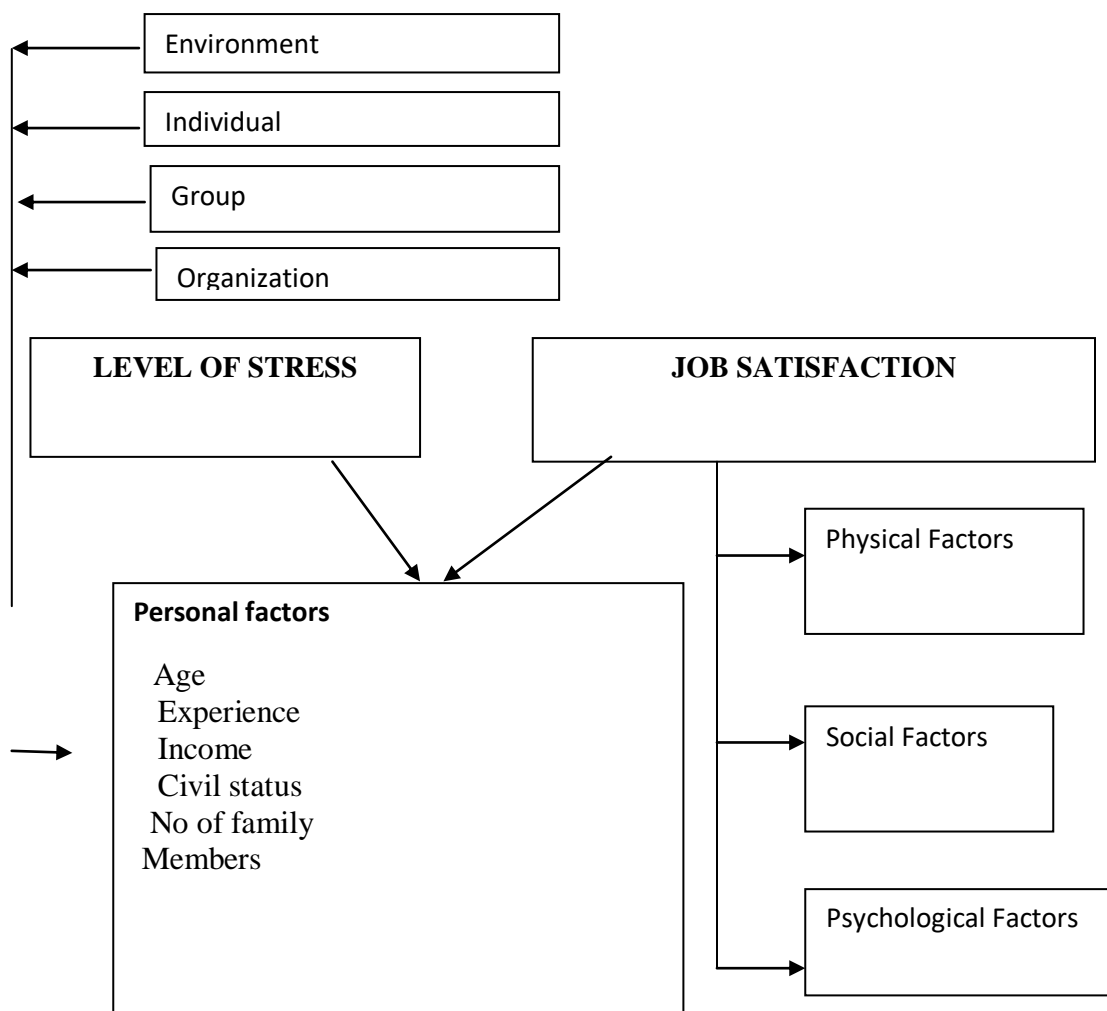 Environment
Individual
Group
Organization
LEVEL OF STRESS
JOB SATISFACTION
Physical Factors
Personal factors
Age
Experience
Income
Social Factors
Civil status
No of family
Members
Psychological Factors